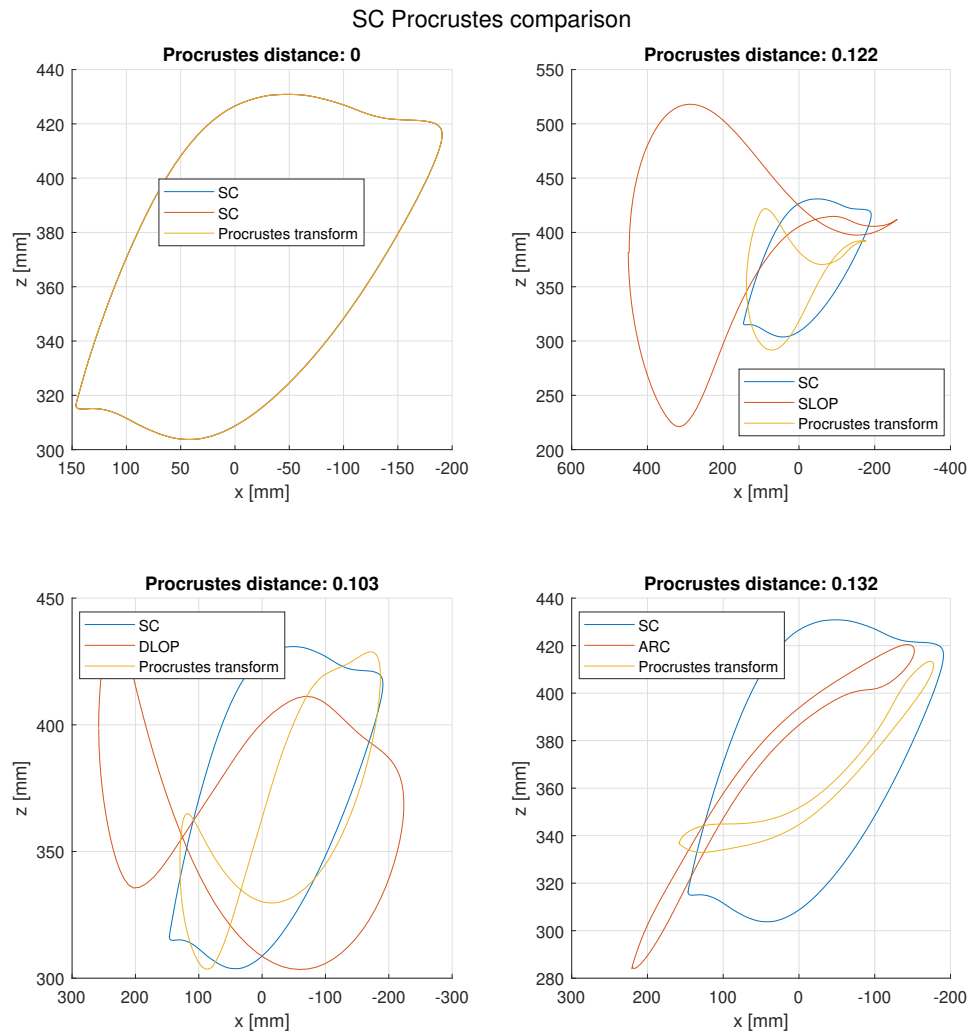 SC Procrustes comparison
Procrustes distance: 0
440
420
400
380
360
340
320
300
150
100
50
0
-50
-100
-150
-200
z [mm]
x [mm]
SC
SC
Procrustes transform
Procrustes distance: 0.122
550
500
450
400
350
300
250
200
600
400
200
0
-200
-400
z [mm]
x [mm]
SC
SLOP
Procrustes transform
Procrustes distance: 0.103
450
400
350
300
300
200
100
0
-100
-200
-300
z [mm]
x [mm]
SC
DLOP
Procrustes transform
Procrustes distance: 0.132
440
420
400
380
360
340
320
300
280
300
200
100
0
-100
-200
z [mm]
x [mm]
SC
ARC
Procrustes transform